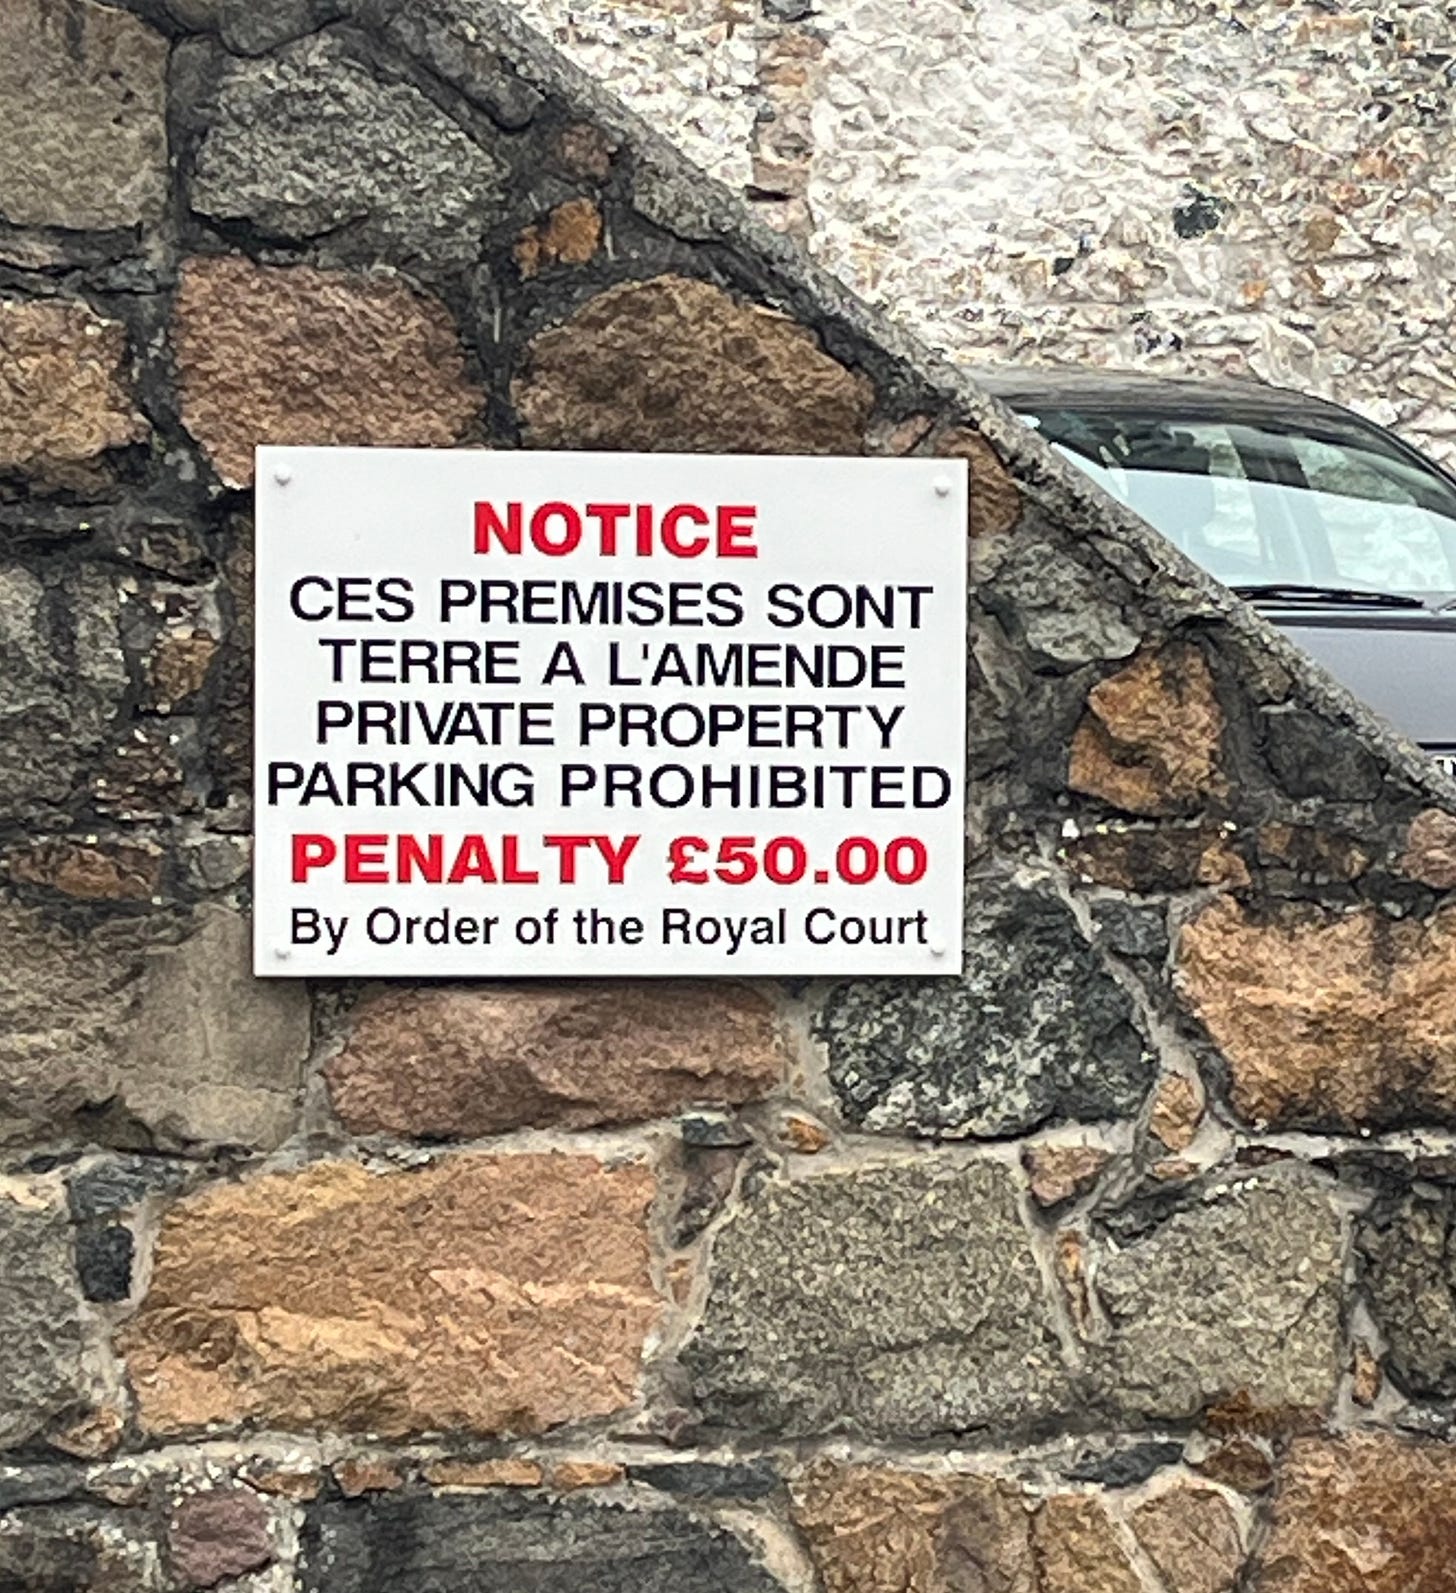 NOTICE
CES PREMISES SONT
TERRE A L'AMENDE
PRIVATE PROPERTY
PARKING PROHIBITED
PENALTY £50.00
By Order of the Royal Court